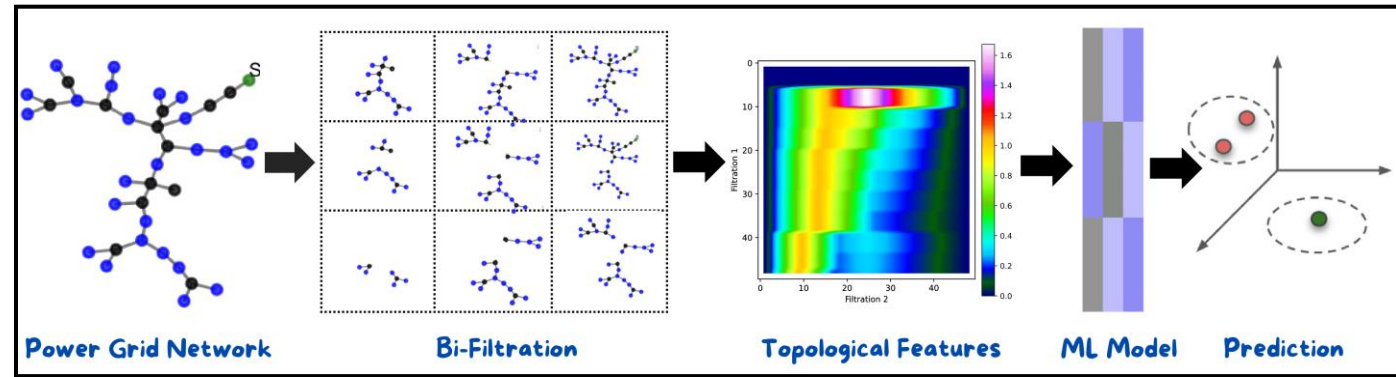 S
0
10
20
30
40
Filtration 1
0
20
40
Filtration 2
1.6
1.4
1.2
1.0
0.8
0.6
0.4
0.2
0.0
Power Grid Network
Bi-Filtration
Topological Features
ML Model
Prediction